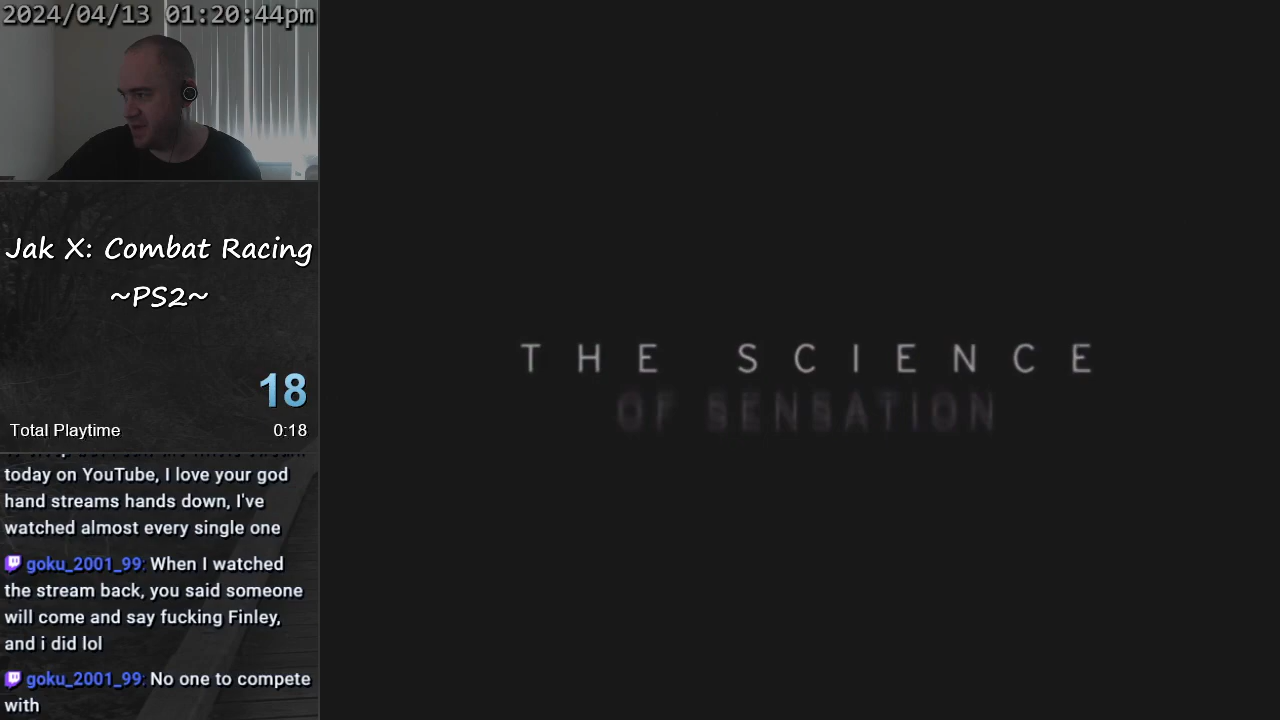 2024/04/13 01:20:44pm
Jak X: Combat Racing
~PS2~
18
Total Playtime 0:18
today on YouTube, I love your god
hand streams hands down, I've
watched almost every single one
goku_2001_99: When I watched
the stream back, you said someone
will come and say fucking Finley,
and i did lol
goku_2001_99: No one to compete
with
THE SCIENCE
OF SENSATION